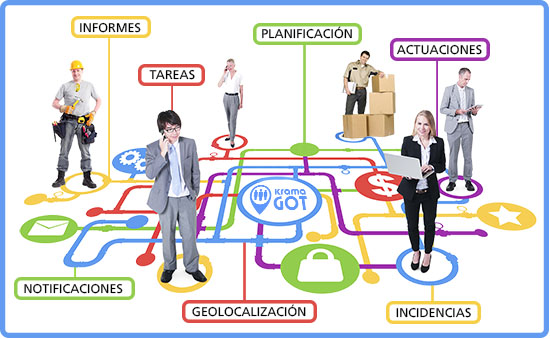 INFORMES
PLANIFICACIÓN
ACTUACIONES
TAREAS
Krama
GOT
$
NOTIFICACIONES
GEOLOCALIZACIÓN
INCIDENCIAS